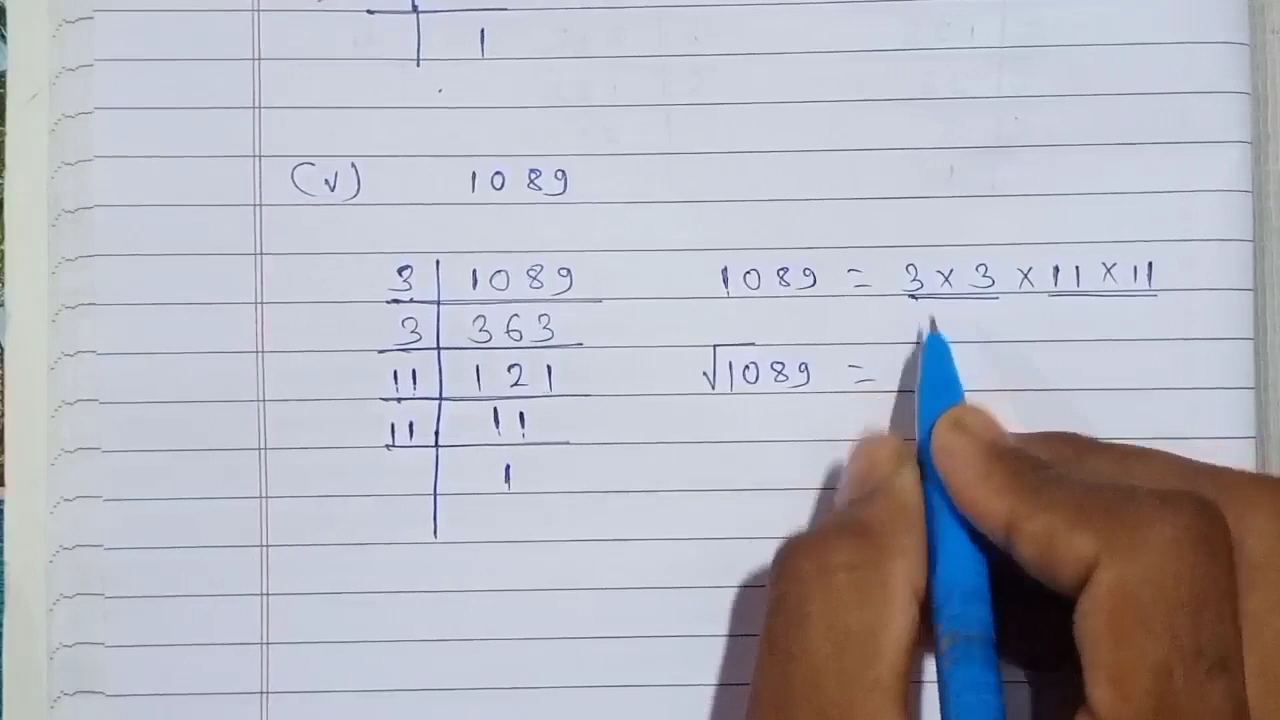 1
(v) 1089
3 | 1089
3 | 363
11 | 121
11 | 11
1
1089 = 3 × 3 × 11 × 11
√1089 =